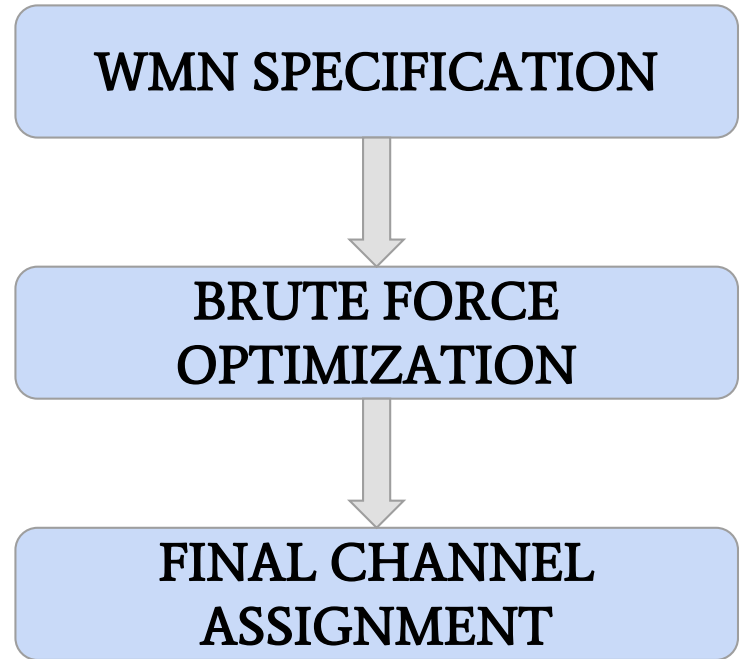 WMN SPECIFICATION
BRUTE FORCE
OPTIMIZATION
FINAL CHANNEL
ASSIGNMENT